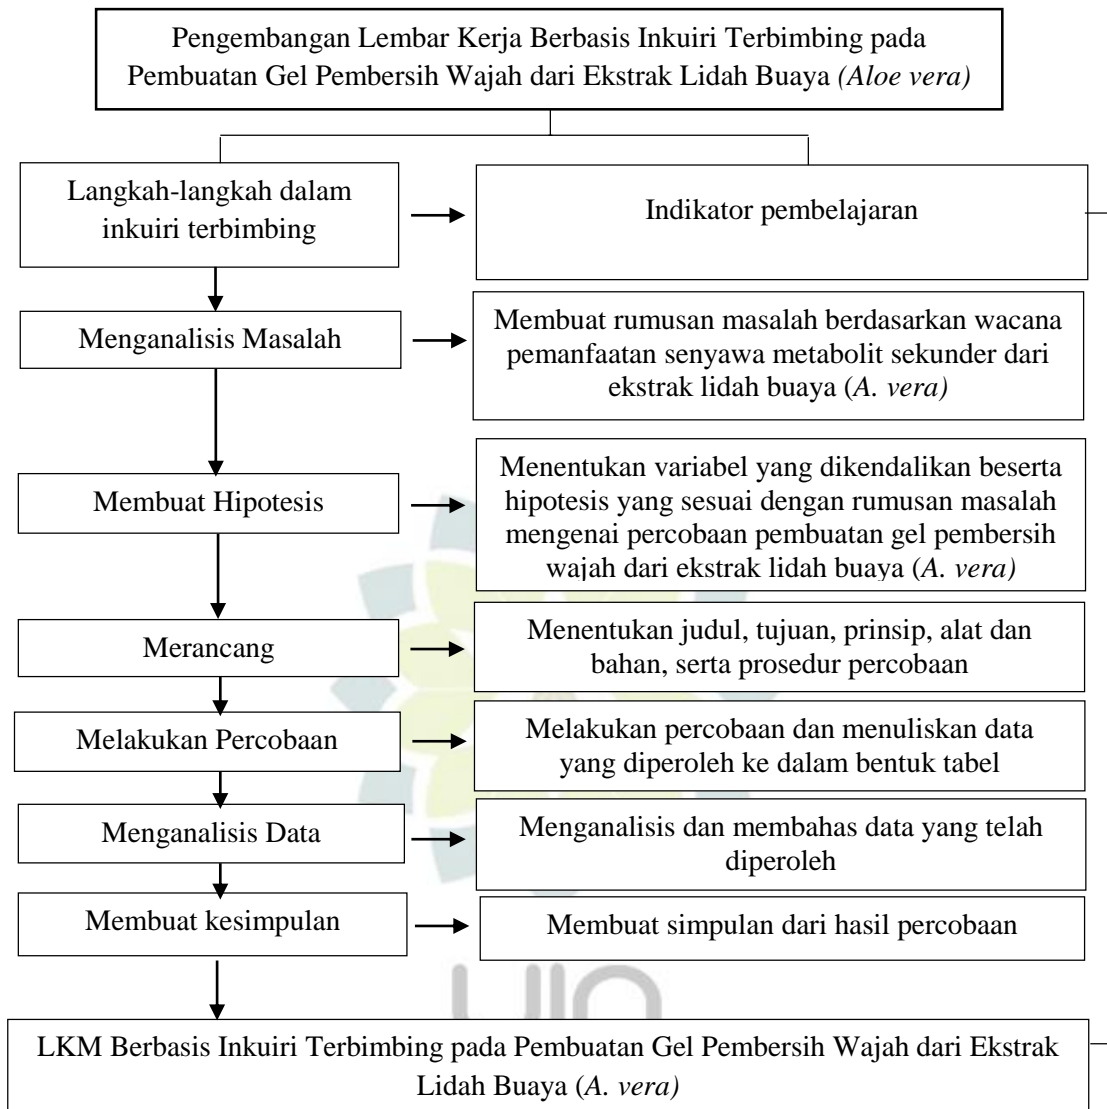 Pengembangan Lembar Kerja Berbasis Inkuiri Terbimbing pada
Pembuatan Gel Pembersih Wajah dari Ekstrak Lidah Buaya (Aloe vera)
Langkah-langkah dalam
inkuiri terbimbing
Indikator pembelajaran
Menganalisis Masalah
Membuat rumusan masalah berdasarkan wacana
pemanfaatan senyawa metabolit sekunder dari
ekstrak lidah buaya (A. vera)
Membuat Hipotesis
Menentukan variabel yang dikendalikan beserta
hipotesis yang sesuai dengan rumusan masalah
mengenai percobaan pembuatan gel pembersih
wajah dari ekstrak lidah buaya (A. vera)
Merancang
Menentukan judul, tujuan, prinsip, alat dan
bahan, serta prosedur percobaan
Melakukan Percobaan
Melakukan percobaan dan menuliskan data
yang diperoleh ke dalam bentuk tabel
Menganalisis Data
Menganalisis dan membahas data yang telah
diperoleh
Membuat kesimpulan
Membuat simpulan dari hasil percobaan
uin
LKM Berbasis Inkuiri Terbimbing pada Pembuatan Gel Pembersih Wajah dari Ekstrak
Lidah Buaya (A. vera)